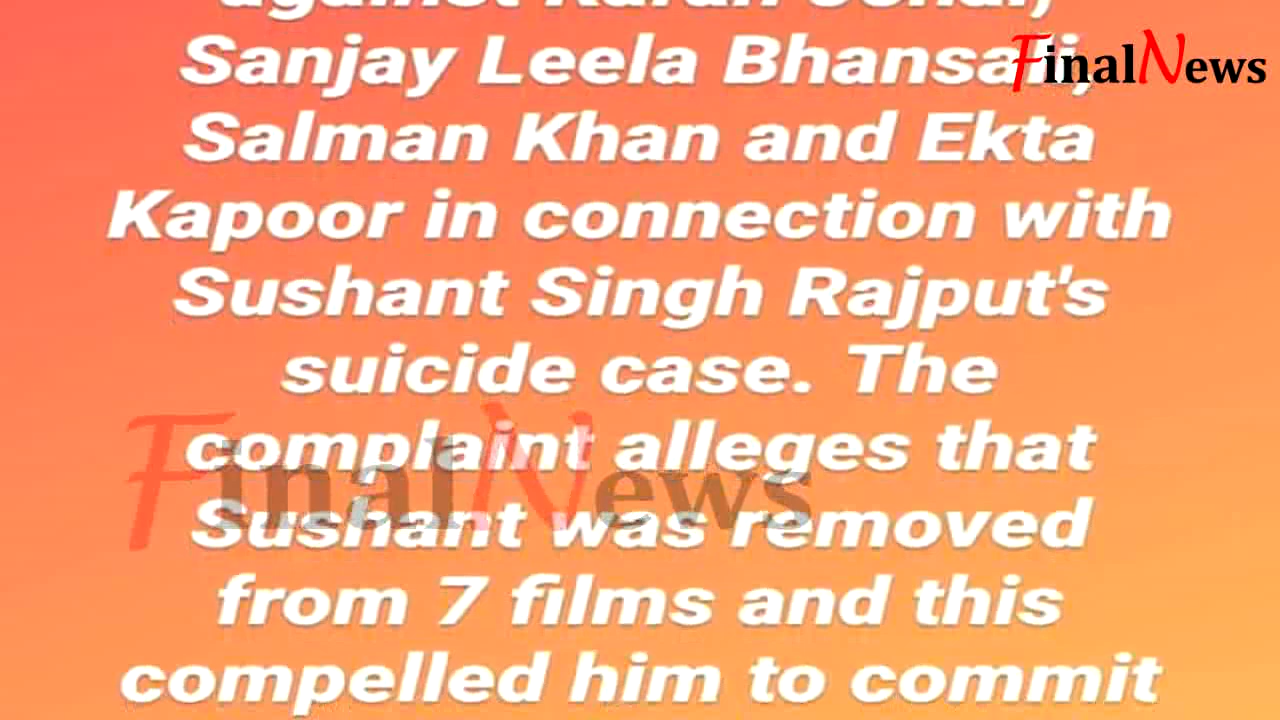 Sanjay Leela Bhansali,
FinalNews
Salman Khan and Ekta
Kapoor in connection with
Sushant Singh Rajput's
suicide case. The
complaint alleges that
FinalNews
Sushant was removed
from 7 films and this
compelled him to commit